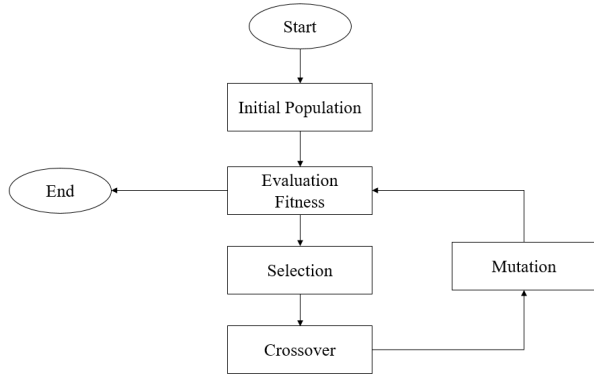 Start
Initial Population
Evaluation
Fitness
End
Selection
Mutation
Crossover